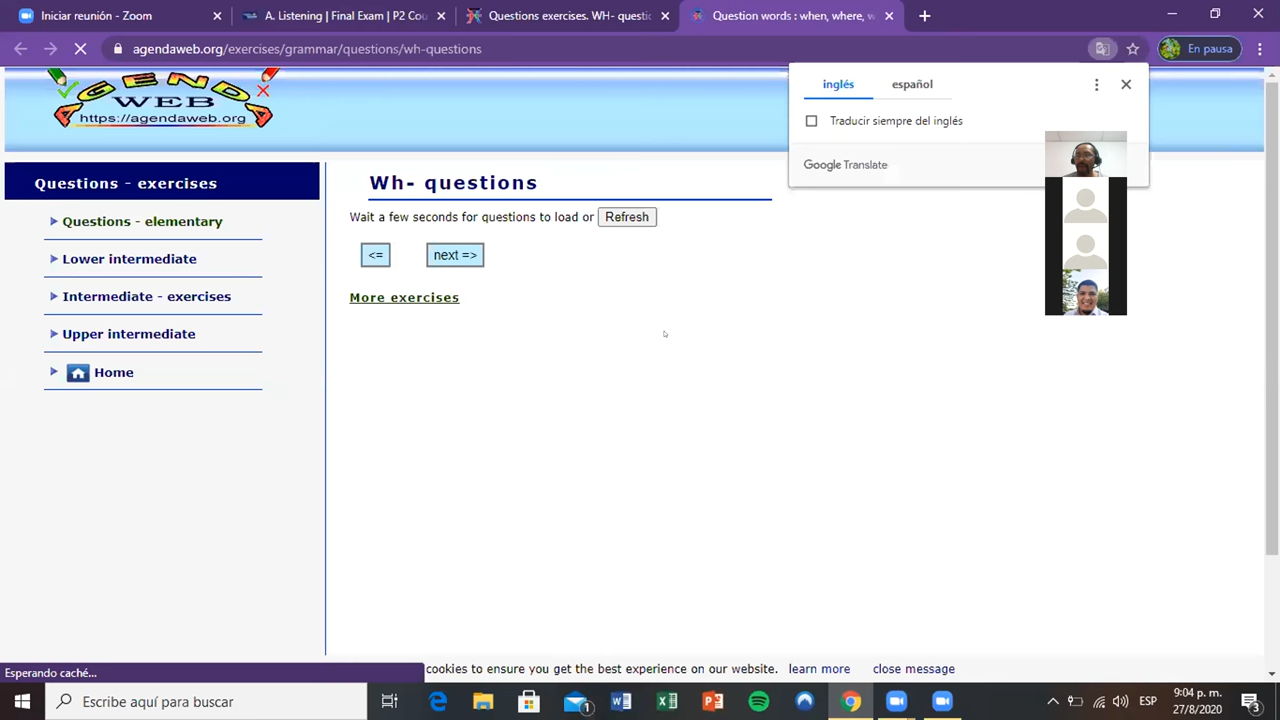 Iniciar reunión - Zoom
A. Listening | Final Exam | P2 Cou
Questions exercises. WH- questi
Question words : when, where, w
agendaweb.org/exercises/grammar/questions/wh-questions
En pausa
AGENDA
WEB
https://agendaweb.org
inglés español
Traducir siempre del inglés
Google Translate
Questions - exercises
Questions - elementary
Lower intermediate
Intermediate - exercises
Upper intermediate
Home
Wh- questions
Wait a few seconds for questions to load or Refresh
<= next =>
More exercises
Esperando caché...
cookies to ensure you get the best experience on our website. learn more close message
Escribe aquí para buscar
1
ESP
9:04 p. m.
27/8/2020
3